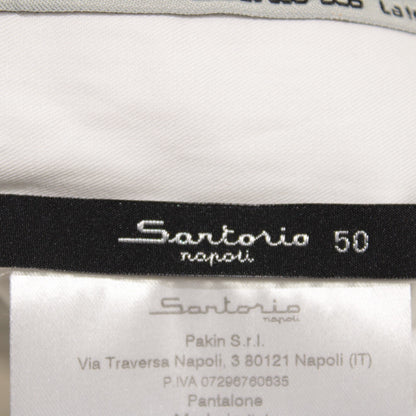 Sartorio 50
napoli
Sartorio
napoli
Pakin S.r.l.
Via Traversa Napoli, 3 80121 Napoli (IT)
P.IVA 07296760635
Pantalone